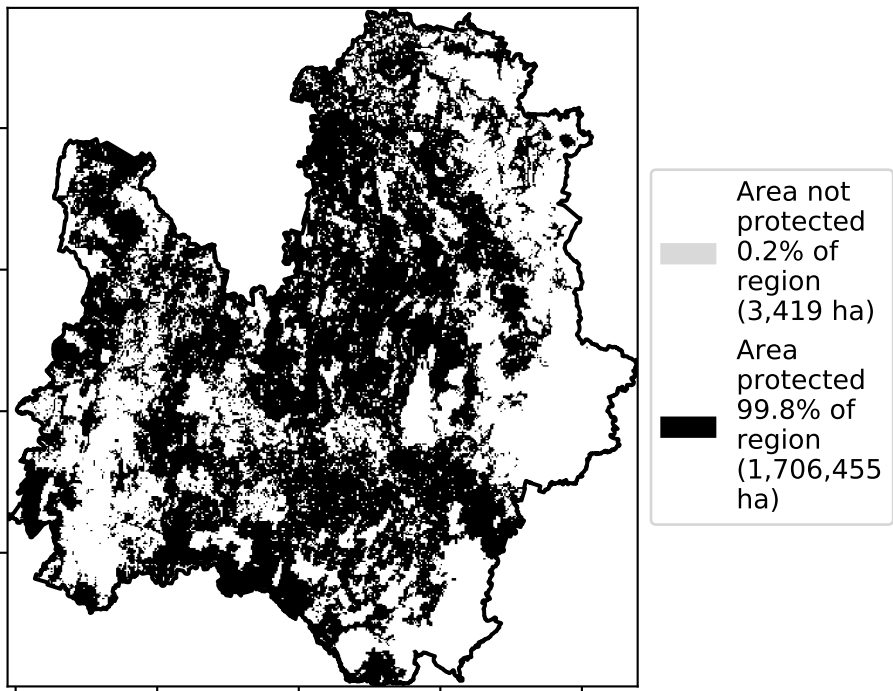 Area not
protected
0.2% of
region
(3,419 ha)
Area
protected
99.8% of
region
(1,706,455
ha)